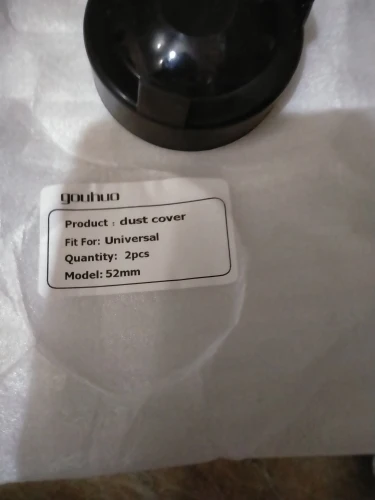 gouhuo
Product : dust cover
Fit For: Universal
Quantity: 2pcs
Model: 52mm